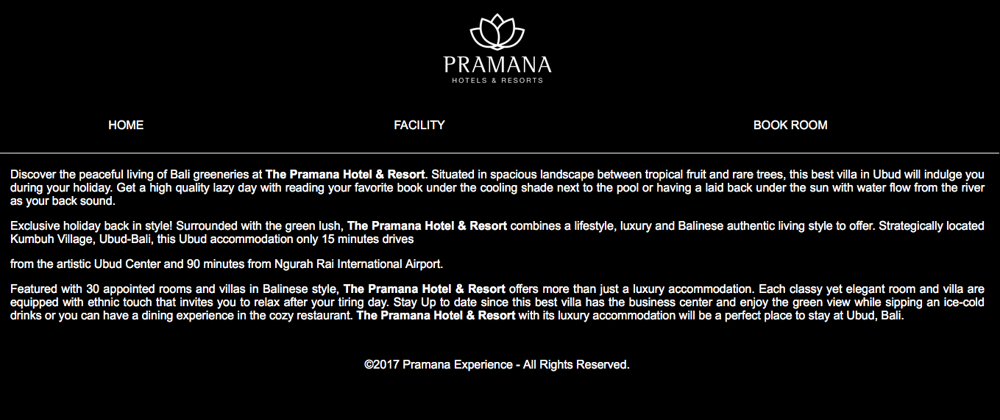 PRAMANA
HOTELS & RESORTS
HOME FACILITY BOOK ROOM
Discover the peaceful living of Bali greeneries at The Pramana Hotel & Resort. Situated in spacious landscape between tropical fruit and rare trees, this best villa in Ubud will indulge you
during your holiday. Get a high quality lazy day with reading your favorite book under the cooling shade next to the pool or having a laid back under the sun with water flow from the river
as your back sound.
Exclusive holiday back in style! Surrounded with the green lush, The Pramana Hotel & Resort combines a lifestyle, luxury and Balinese authentic living style to offer. Strategically located
Kumbuh Village, Ubud-Bali, this Ubud accommodation only 15 minutes drives
from the artistic Ubud Center and 90 minutes from Ngurah Rai International Airport.
Featured with 30 appointed rooms and villas in Balinese style, The Pramana Hotel & Resort offers more than just a luxury accommodation. Each classy yet elegant room and villa are
equipped with ethnic touch that invites you to relax after your tiring day. Stay Up to date since this best villa has the business center and enjoy the green view while sipping an ice-cold
drinks or you can have a dining experience in the cozy restaurant. The Pramana Hotel & Resort with its luxury accommodation will be a perfect place to stay at Ubud, Bali.
©2017 Pramana Experience - All Rights Reserved.